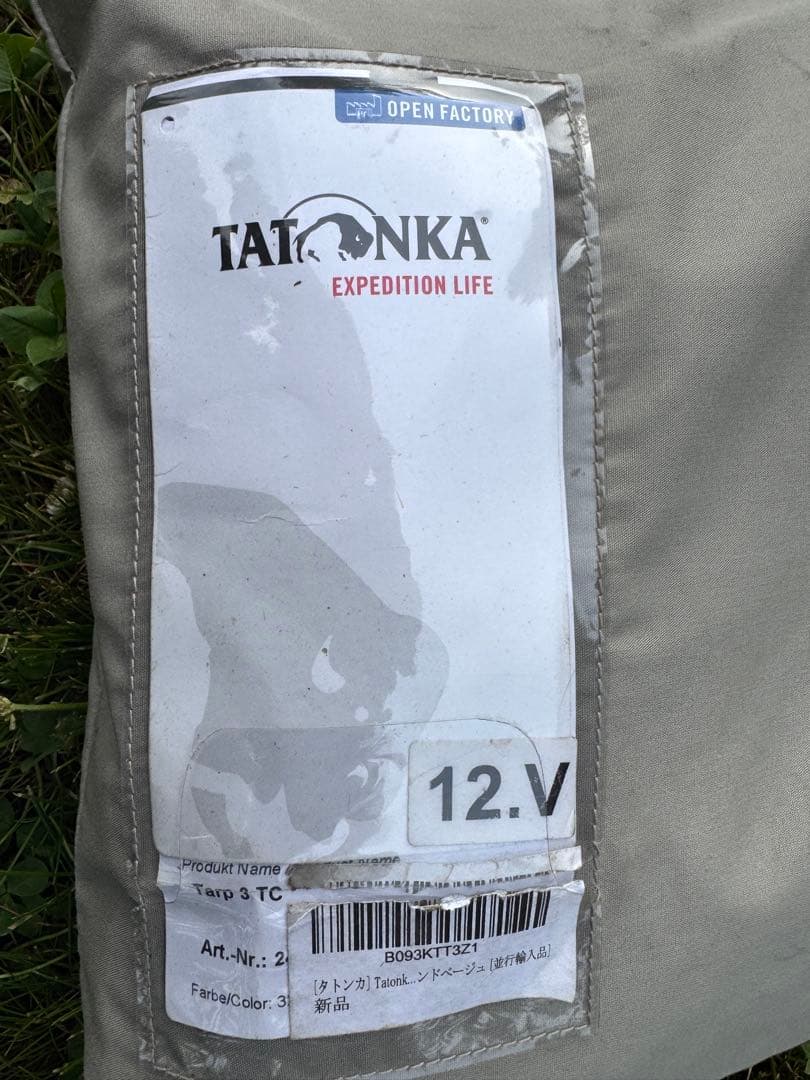 OPEN FACTORY
TATONKA®
EXPEDITION LIFE
12.V
Produkt Name
Name
Tarp 3 TC
Art.-Nr.: 2
B093KTT3Z1
Farbe/Color: 3
[タトンカ] Tatonk...ンドベージュ [並行輸入品]
新品